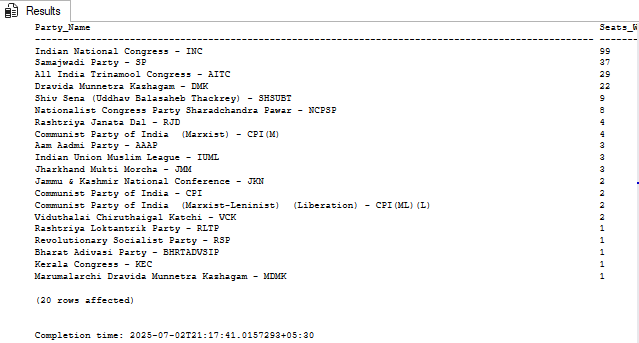 Results
Party_Name Seats_W
Indian National Congress - INC 99
Samajwadi Party - SP 37
All India Trinamool Congress - AITC 29
Dravida Munnetra Kazhagam - DMK 22
Shiv Sena (Uddhav Balasaheb Thackrey) - SHSUBT 9
Nationalist Congress Party Sharadchandra Pawar - NCPSP 8
Rashtriya Janata Dal - RJD 4
Communist Party of India  (Marxist) - CPI(M) 4
Aam Aadmi Party - AAAP 3
Indian Union Muslim League - IUML 3
Jharkhand Mukti Morcha - JMM 3
Jammu & Kashmir National Conference - JKN 2
Communist Party of India - CPI 2
Communist Party of India  (Marxist-Leninist)  (Liberation) - CPI(ML)(L) 2
Viduthalai Chiruthaigal Katchi - VCK 2
Rashtriya Loktantrik Party - RLTP 1
Revolutionary Socialist Party - RSP 1
Bharat Adivasi Party - BHRTADVSIP 1
Kerala Congress - KEC 1
Marumalarchi Dravida Munnetra Kazhagam - MDMK 1
(20 rows affected)
Completion time: 2025-07-02T21:17:41.0157293+05:30